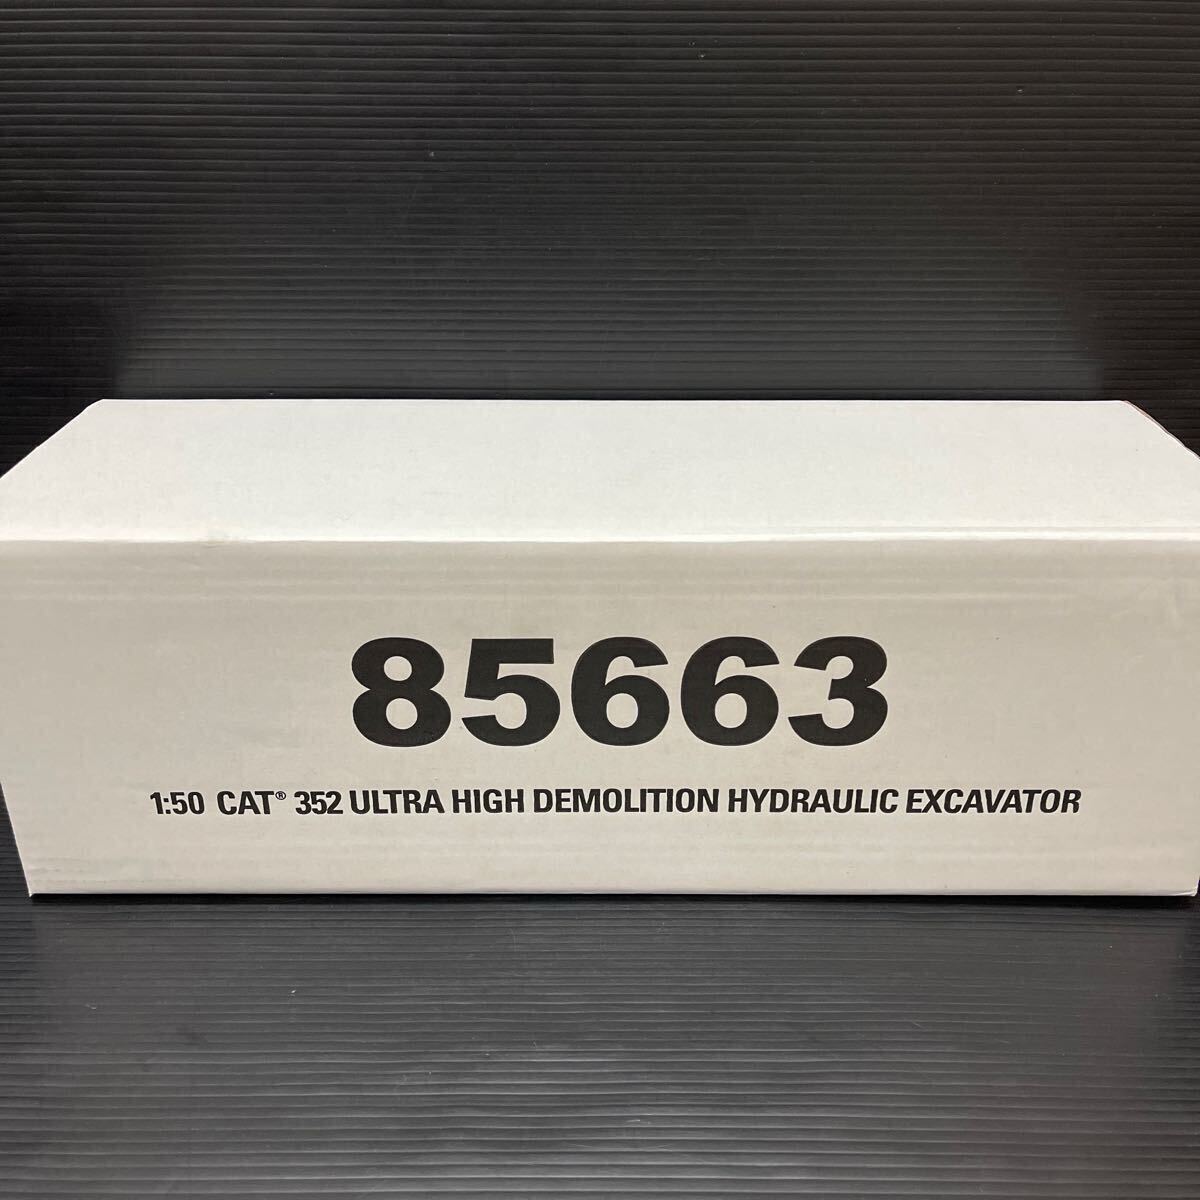 85663
1:50 CAT® 352 ULTRA HIGH DEMOLITION HYDRAULIC EXCAVATOR